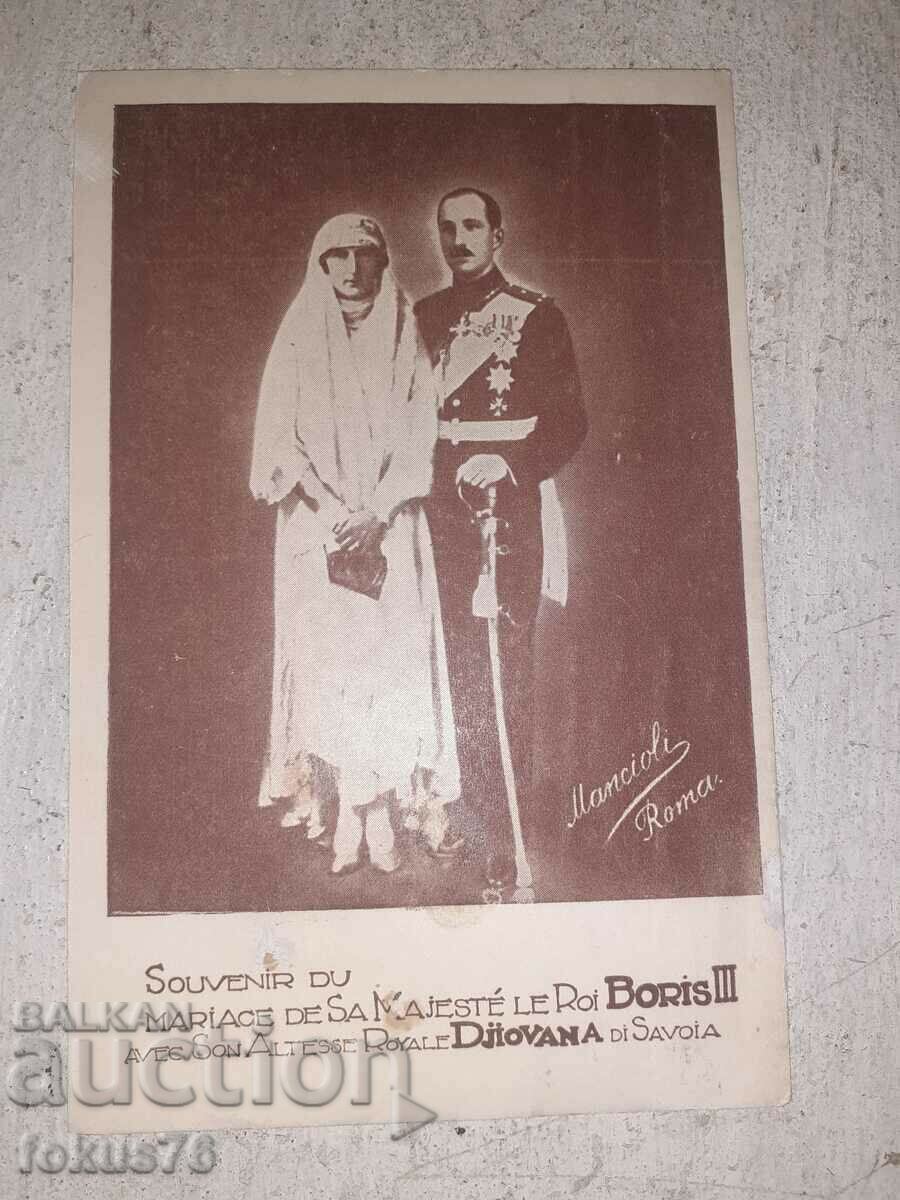 Mancioli
Roma.
Souvenir du
mariage de Sa Majesté le Roi Boris III
avec Son Altesse Royale Djiovana di Savoia
BALKAN
auction
fokus76